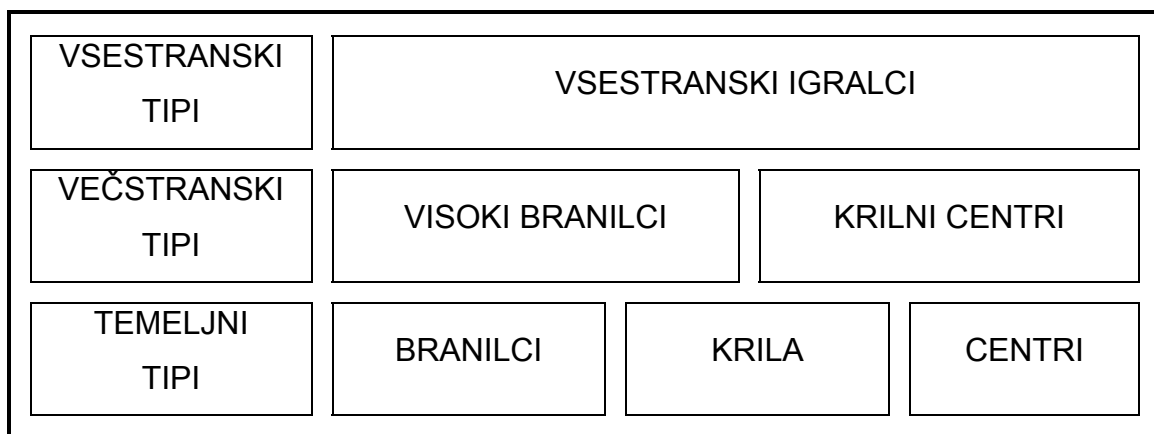 VSESTRANSKI
TIPI
VSESTRANSKI IGRALCI
VEČSTRANSKI
TIPI
VISOKI BRANILCI
KRILNI CENTRI
TEMELJNI
TIPI
BRANILCI
KRILA
CENTRI